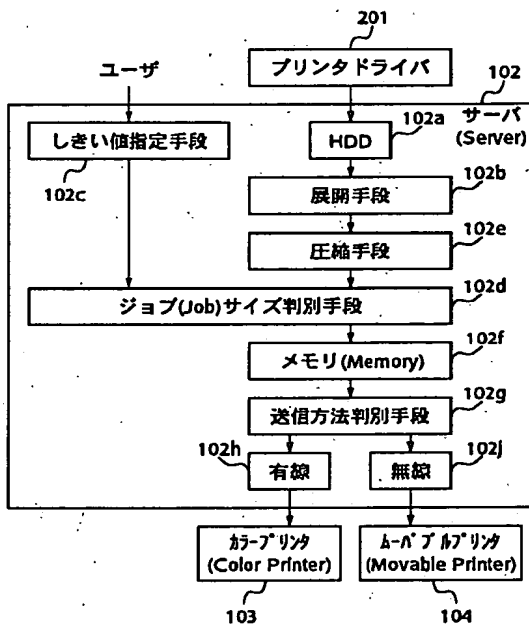 201
ユーザ
プリンタドライバ
102
サーバ
(Server)
しきい値指定手段
102c
HDD
102a
102b
展開手段
102e
圧縮手段
102d
ジョブ(Job)サイズ判別手段
102f
メモリ(Memory)
102g
送信方法判別手段
102h
有線
102j
無線
ｶﾗｰﾌﾟﾘﾝﾀ
(Color Printer)
ﾑｰﾊﾞﾌﾞﾙﾌﾟﾘﾝﾀ
(Movable Printer)
103
104